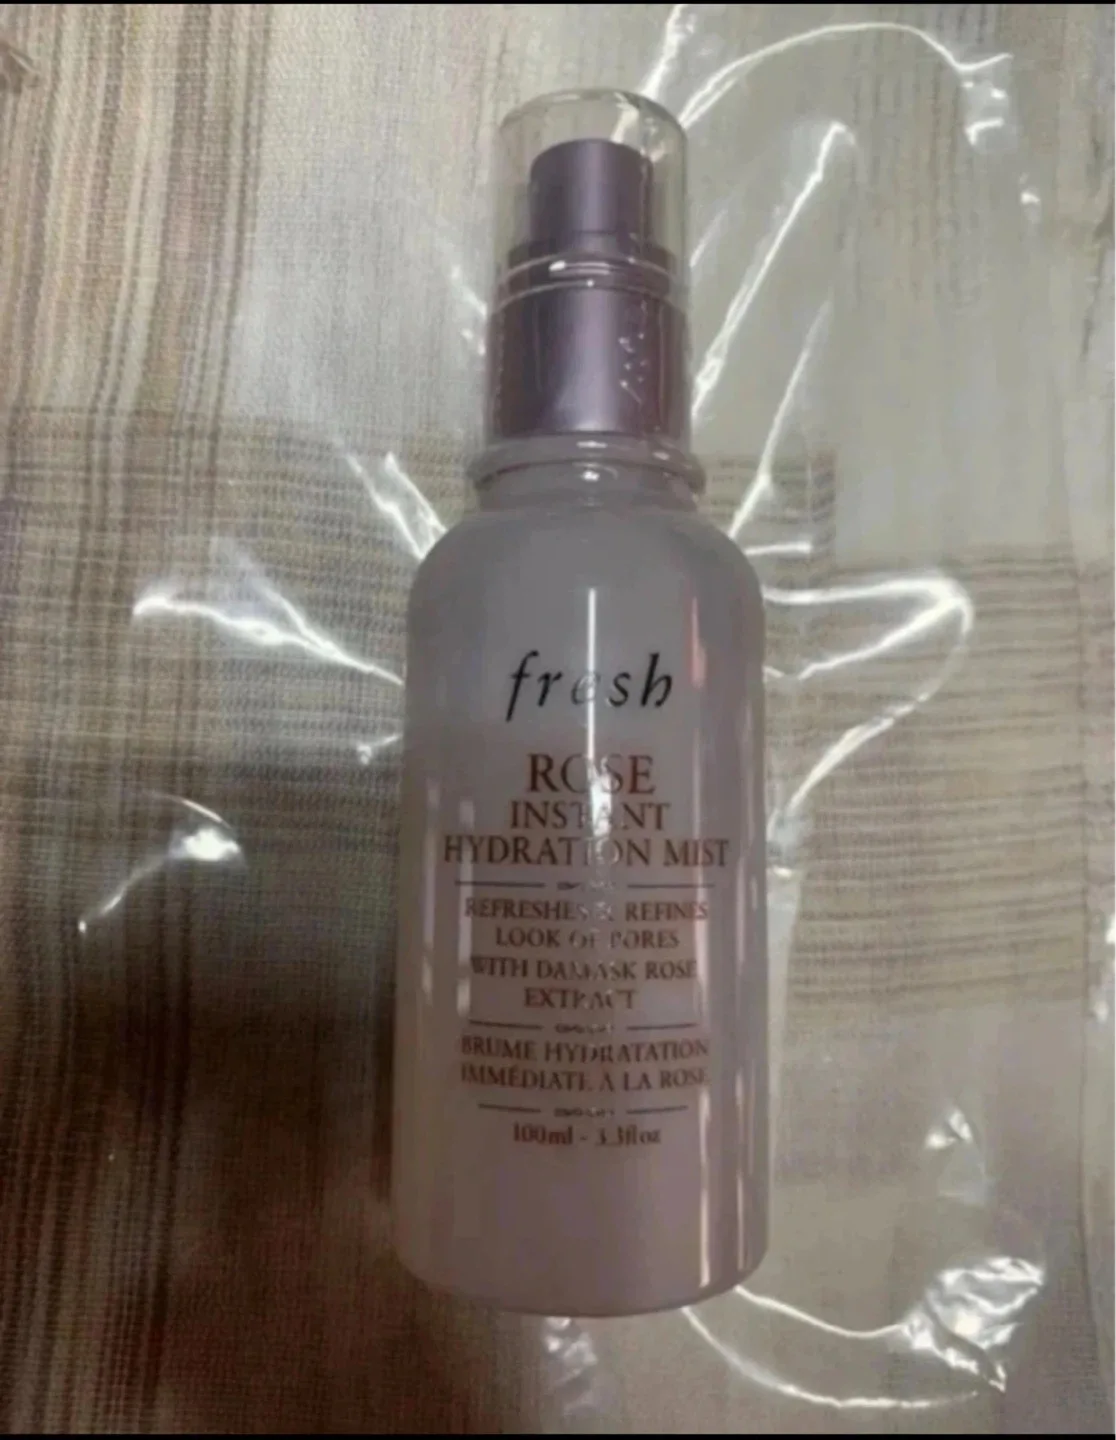 fresh
ROSE
INSTANT
HYDRATION MIST
REFRESHES & REFINES
LOOK OF PORES
WITH DAMASK ROSE
EXTRACT
BRUME HYDRATATION
IMMÉDIATE À LA ROSE
100ml - 3.3fl oz